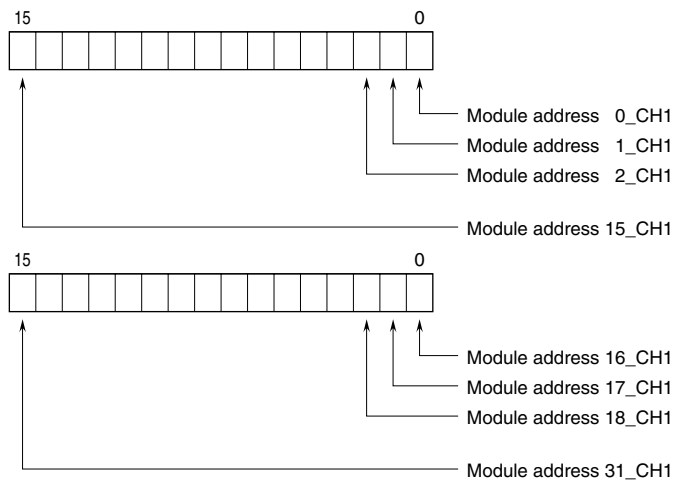 15 0
Module address 0_CH1
Module address 1_CH1
Module address 2_CH1
Module address 15_CH1
15 0
Module address 16_CH1
Module address 17_CH1
Module address 18_CH1
Module address 31_CH1